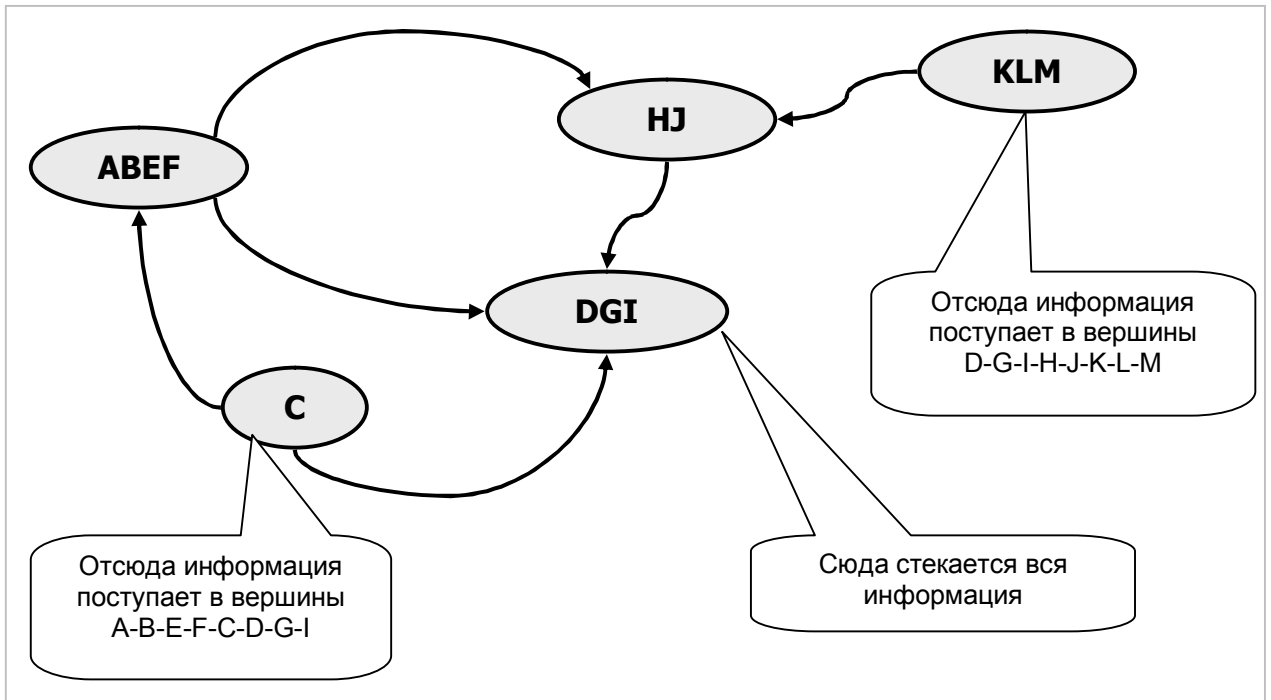 KLM
HJ
ABEF
DGI
C
Отсюда информация
поступает в вершины
D-G-I-H-J-K-L-M
Отсюда информация
поступает в вершины
A-B-E-F-C-D-G-I
Сюда стекается вся
информация